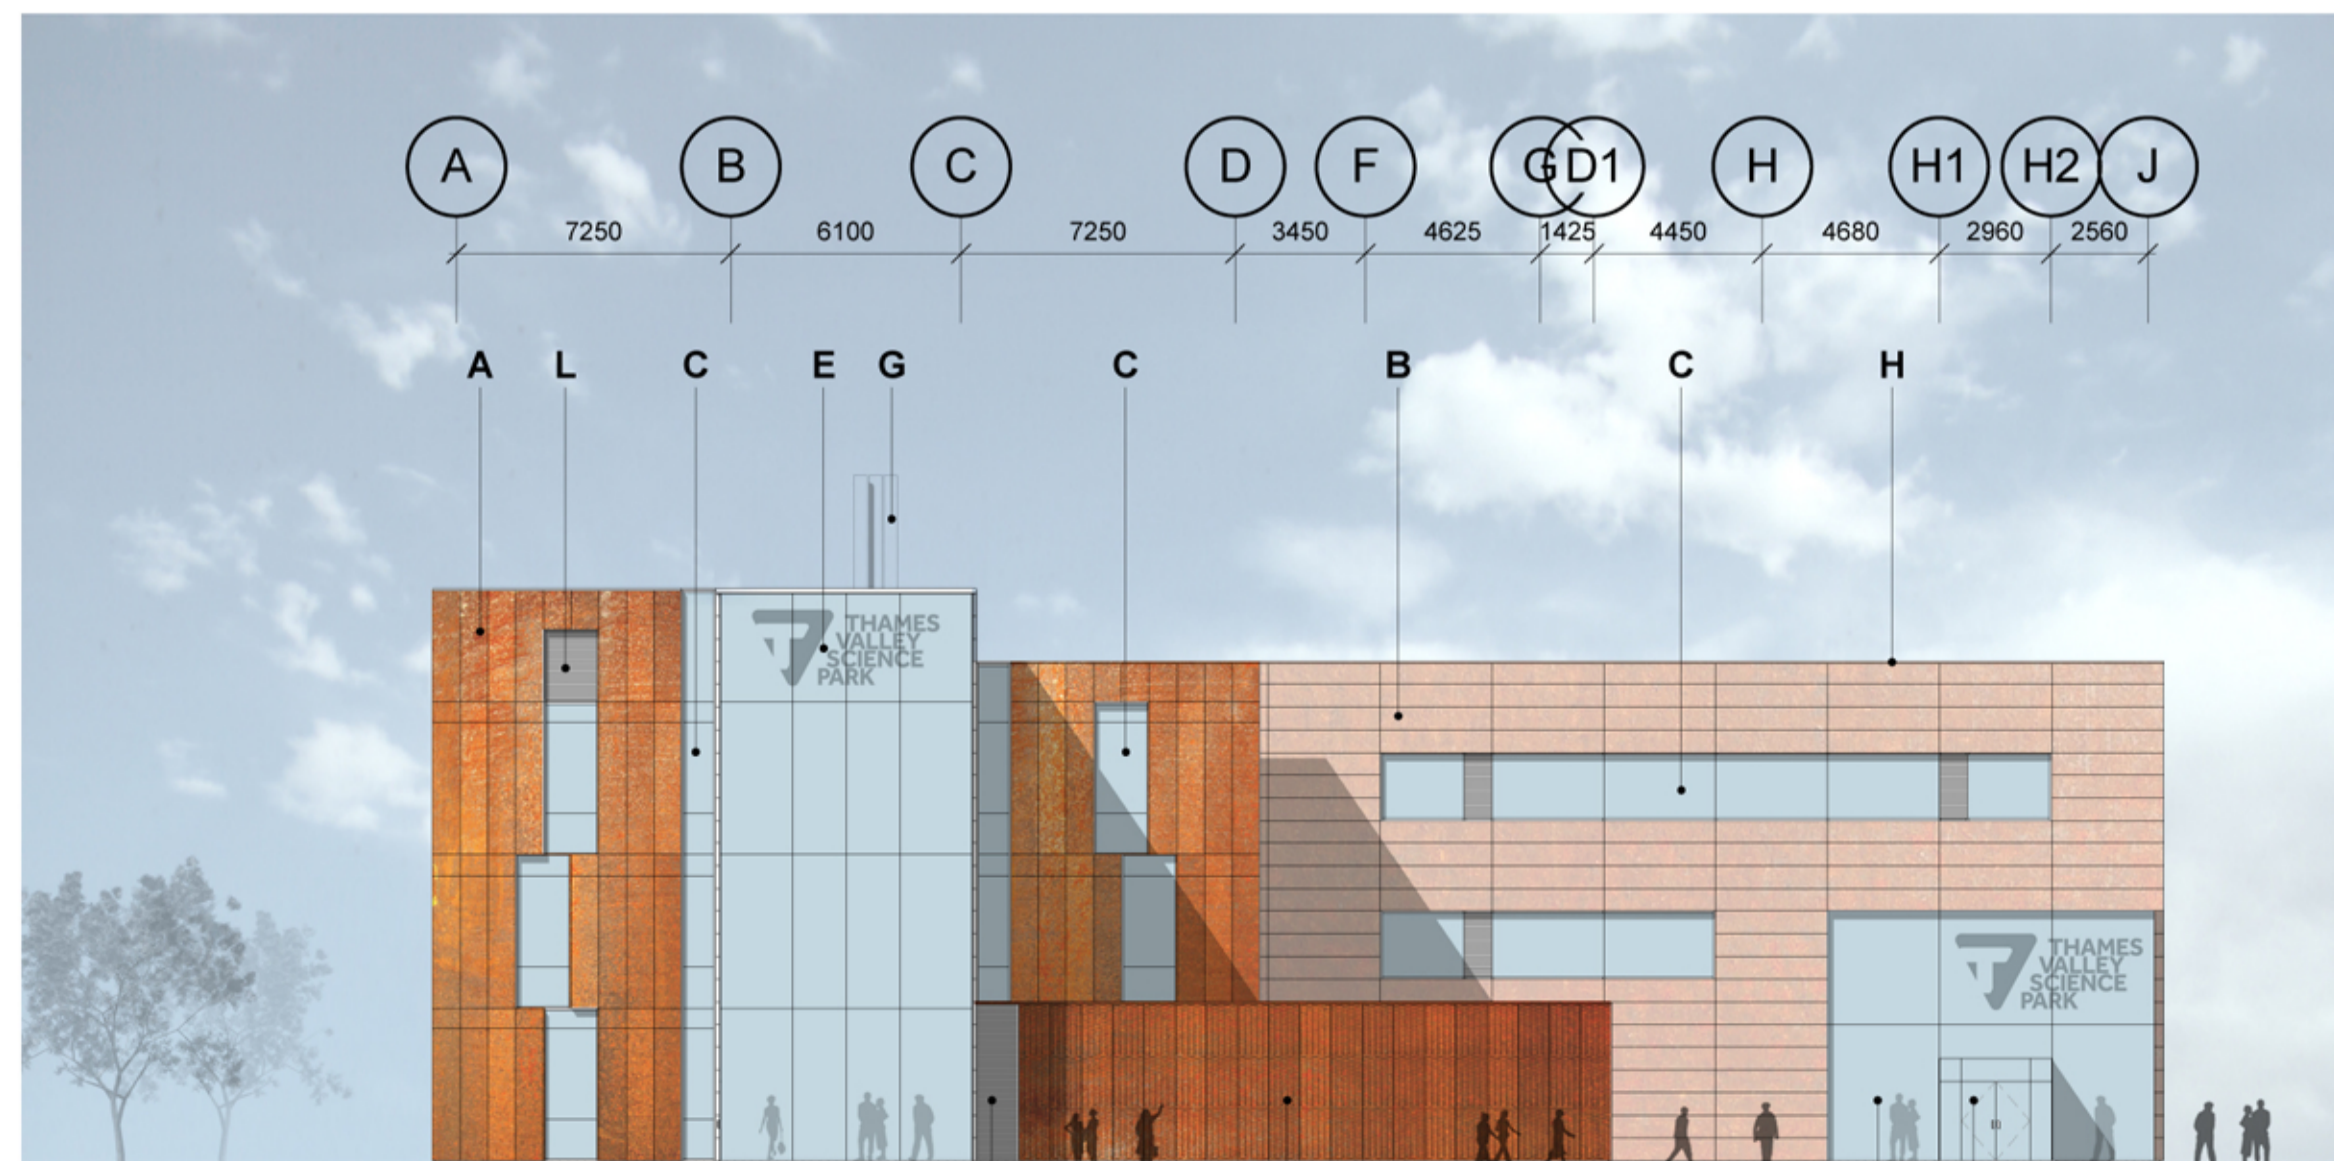 A B C D F G D1 H H1 H2 J
7250 6100 7250 3450 4625 1425 4450 4680 2960 2560
A L C E G C B C H
THAMES
VALLEY
SCIENCE
PARK
THAMES
VALLEY
SCIENCE
PARK